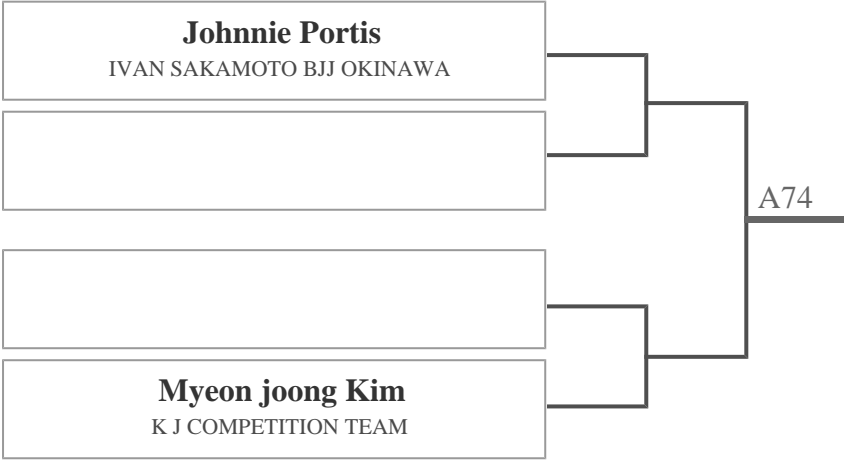 Johnnie Portis
IVAN SAKAMOTO BJJ OKINAWA
A74
Myeon joong Kim
K J COMPETITION TEAM